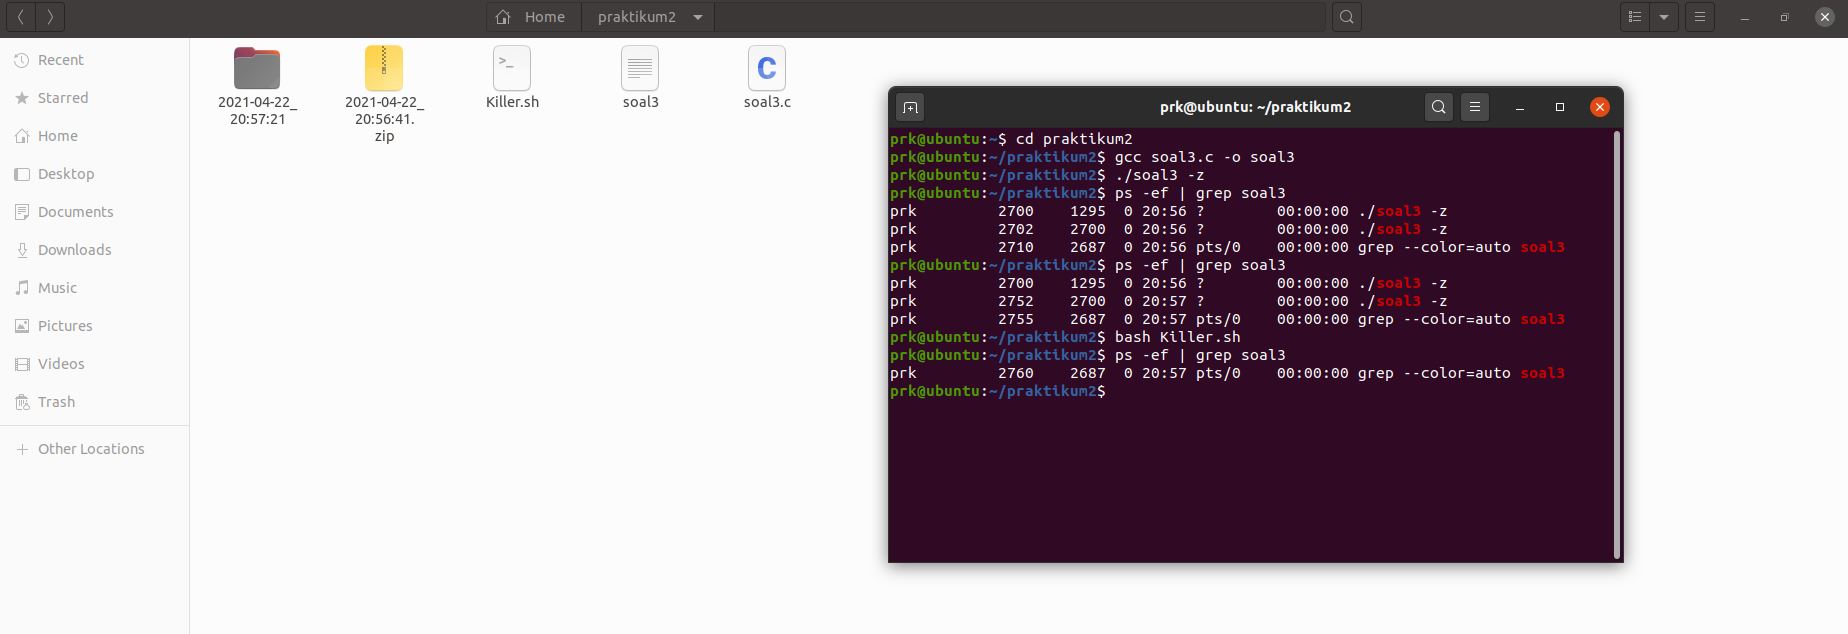 Home praktikum2
Recent
Starred
Home
Desktop
Documents
Downloads
Music
Pictures
Videos
Trash
Other Locations
2021-04-22_
20:57:21
2021-04-22_
20:56:41.
zip
>_
Killer.sh
soal3
C
soal3.c
prk@ubuntu: ~/praktikum2
prk@ubuntu:~$ cd praktikum2
prk@ubuntu:~/praktikum2$ gcc soal3.c -o soal3
prk@ubuntu:~/praktikum2$ ./soal3 -z
prk@ubuntu:~/praktikum2$ ps -ef | grep soal3
prk 2700 1295 0 20:56 ? 00:00:00 ./soal3 -z
prk 2702 2700 0 20:56 ? 00:00:00 ./soal3 -z
prk 2710 2687 0 20:56 pts/0 00:00:00 grep --color=auto soal3
prk@ubuntu:~/praktikum2$ ps -ef | grep soal3
prk 2700 1295 0 20:56 ? 00:00:00 ./soal3 -z
prk 2752 2700 0 20:57 ? 00:00:00 ./soal3 -z
prk 2755 2687 0 20:57 pts/0 00:00:00 grep --color=auto soal3
prk@ubuntu:~/praktikum2$ bash Killer.sh
prk@ubuntu:~/praktikum2$ ps -ef | grep soal3
prk 2760 2687 0 20:57 pts/0 00:00:00 grep --color=auto soal3
prk@ubuntu:~/praktikum2$